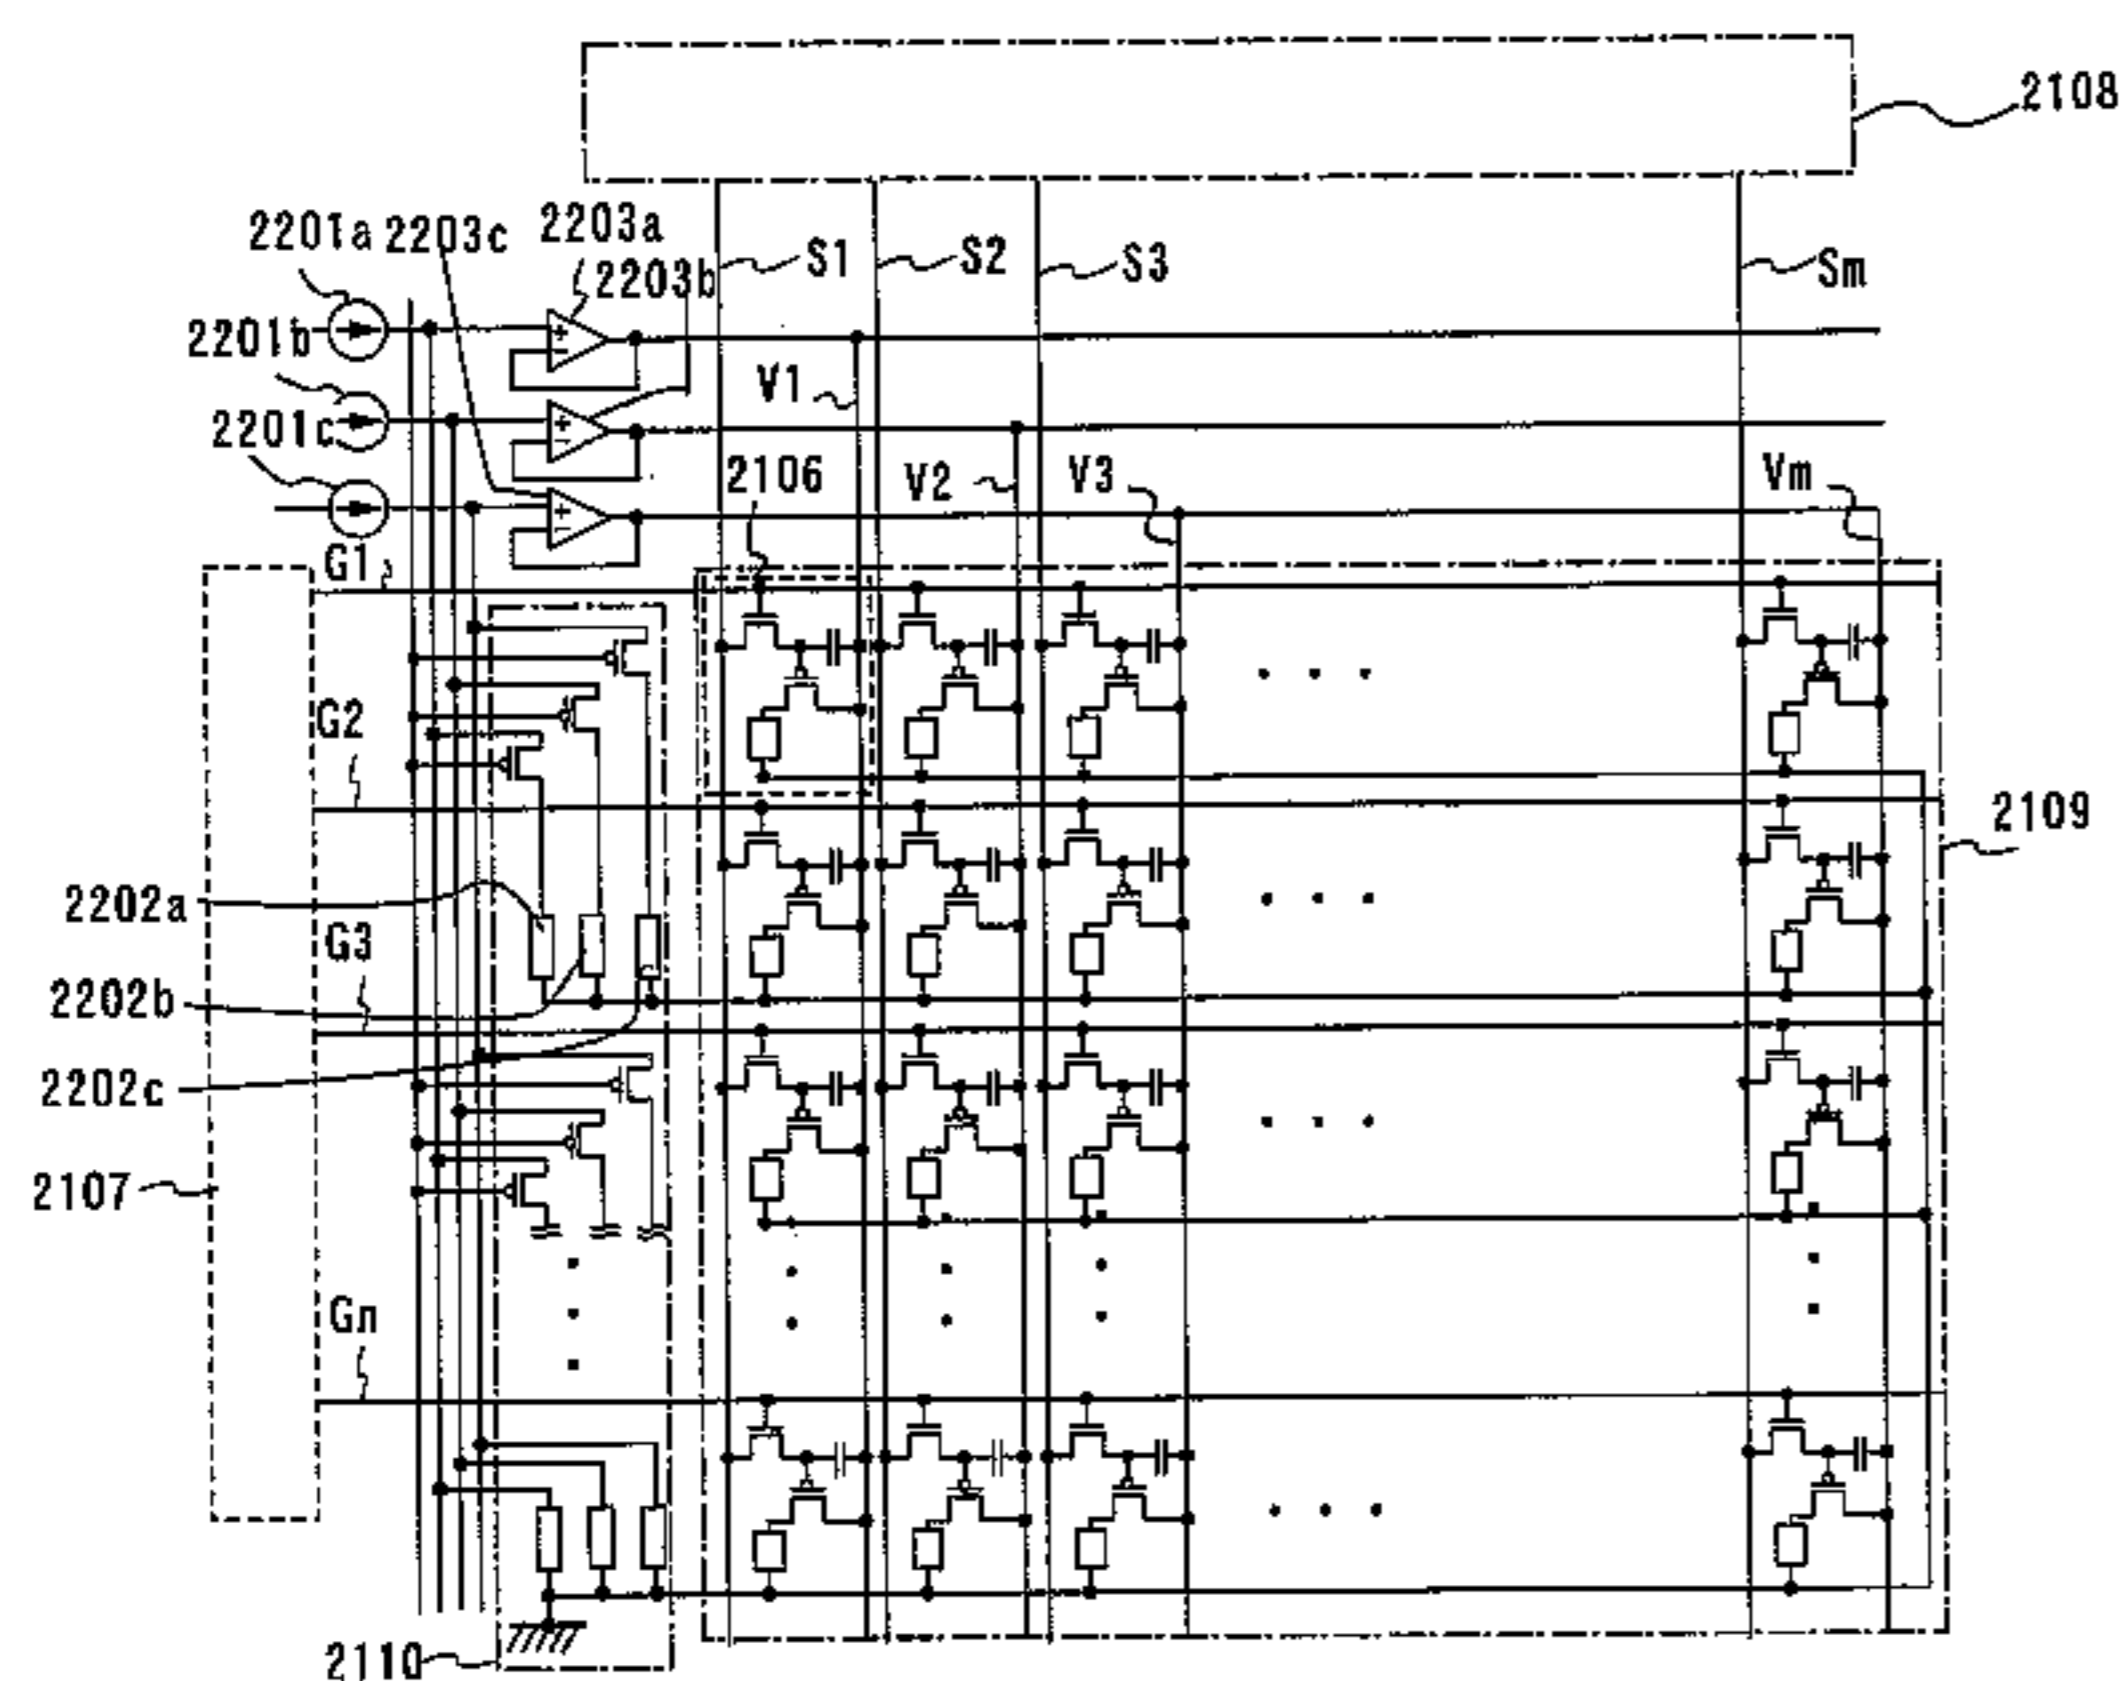 2108
2201a 2203c 2203a
2203b
S1
S2
S3
Sm
2201b
V1
2201c
2106
V2
V3
Vm
+
−
+
−
+
−
G1
G2
2109
2202a
G3
2202b
2202c
2107
Gn
2110